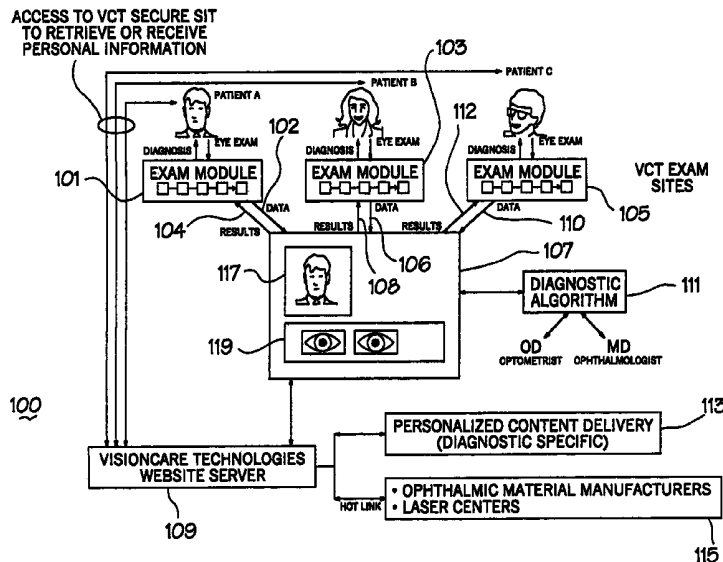 ACCESS TO VCT SECURE SIT
TO RETRIEVE OR RECEIVE
PERSONAL INFORMATION
103
PATIENT C
PATIENT B
PATIENT A
102
112
DIAGNOSIS
EYE EXAM
DIAGNOSIS
EYE EXAM
DIAGNOSIS
EYE EXAM
EXAM MODULE
EXAM MODULE
EXAM MODULE
VCT EXAM
SITES
101
104
DATA
RESULTS
RESULTS
DATA
RESULTS
DATA
110
105
106
108
107
117
119
DIAGNOSTIC
ALGORITHM
111
OD
OPTOMETRIST
MD
OPHTHALMOLOGIST
100
113
PERSONALIZED CONTENT DELIVERY
(DIAGNOSTIC SPECIFIC)
VISIONCARE TECHNOLOGIES
WEBSITE SERVER
109
HOT LINK
• OPHTHALMIC MATERIAL MANUFACTURERS
• LASER CENTERS
115